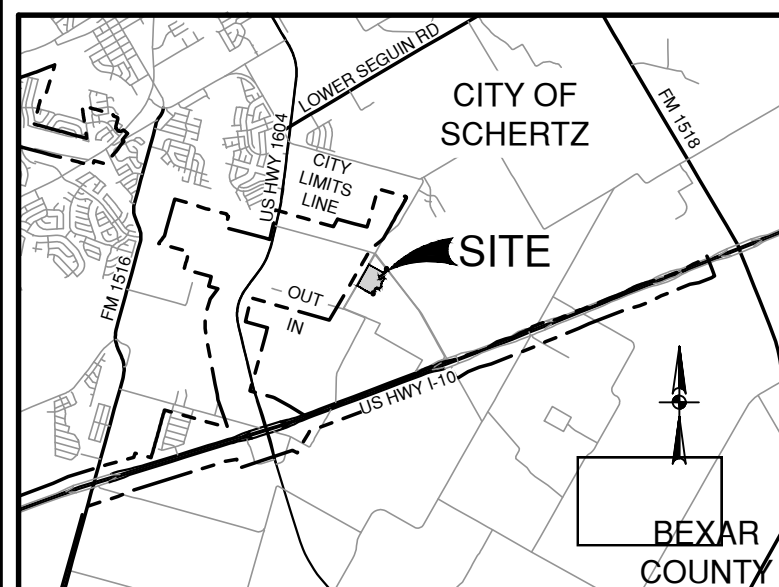 LOWER SEGUIN RD
CITY OF
SCHERTZ
FM 1518
US HWY 1604
CITY
LIMITS
LINE
SITE
FM 1516
OUT
IN
US HWY I-10
BEXAR
COUNTY